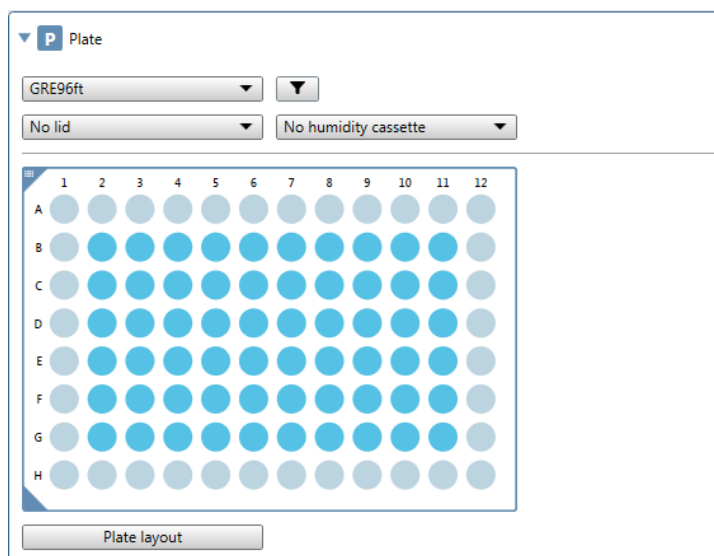 P Plate
GRE96ft
No lid No humidity cassette
1 2 3 4 5 6 7 8 9 10 11 12
A
B
C
D
E
F
G
H
Plate layout